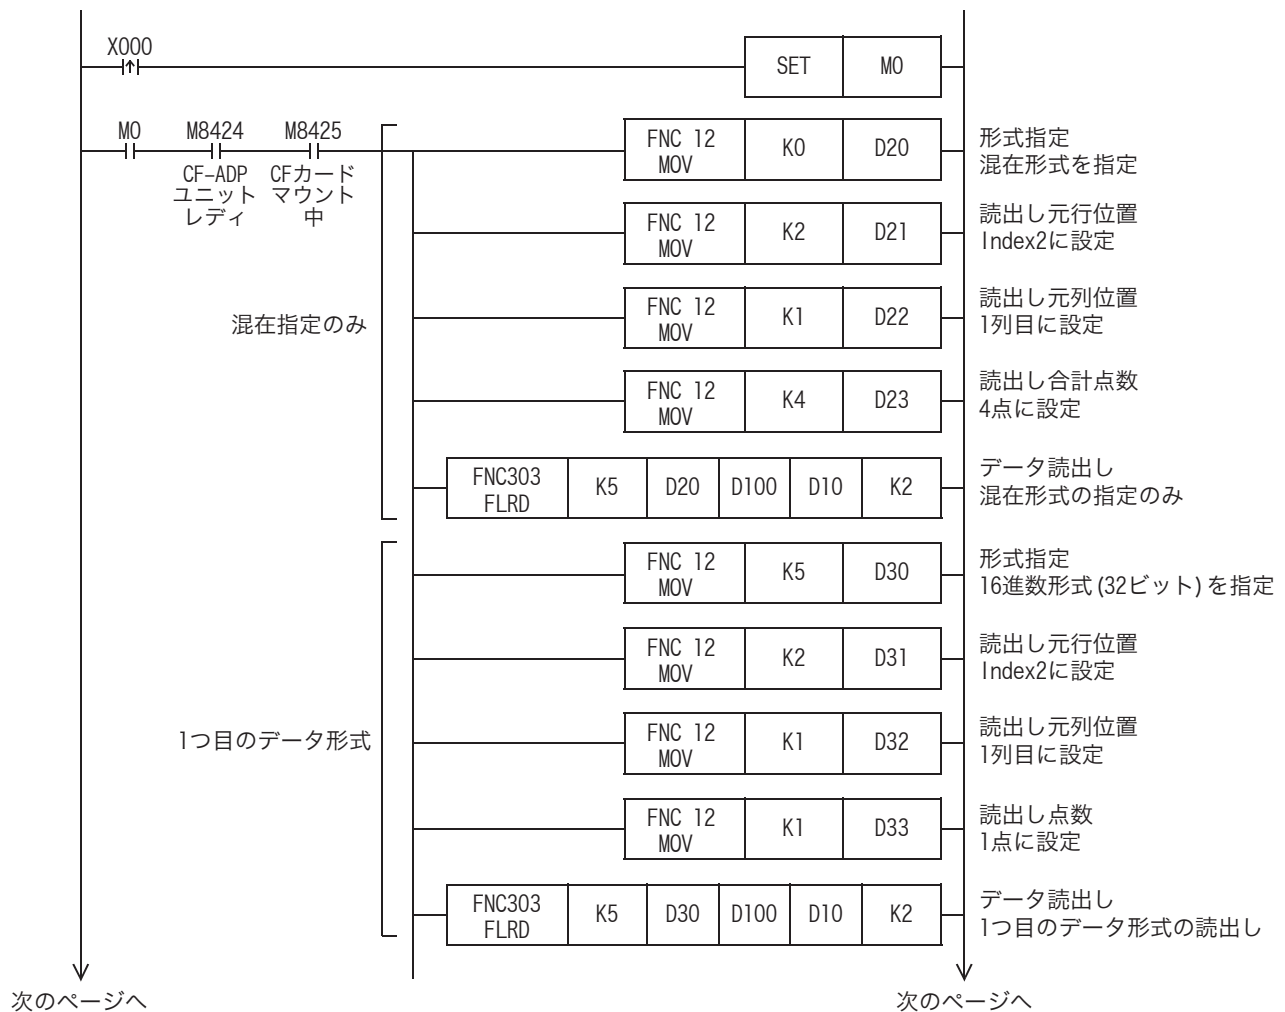 X000
SET M0
M0 M8424 M8425
CF-ADP
ユニット
レディ
CFカード
マウント
中
FNC 12
MOV
K0 D20
形式指定
混在形式を指定
FNC 12
MOV
K2 D21
読出し元行位置
Index2に設定
混在指定のみ
FNC 12
MOV
K1 D22
読出し元列位置
1列目に設定
FNC 12
MOV
K4 D23
読出し合計点数
4点に設定
FNC303
FLRD
K5 D20 D100 D10 K2
データ読出し
混在形式の指定のみ
FNC 12
MOV
K5 D30
形式指定
16進数形式(32ビット)を指定
FNC 12
MOV
K2 D31
読出し元行位置
Index2に設定
1つ目のデータ形式
FNC 12
MOV
K1 D32
読出し元列位置
1列目に設定
FNC 12
MOV
K1 D33
読出し点数
1点に設定
FNC303
FLRD
K5 D30 D100 D10 K2
データ読出し
1つ目のデータ形式の読出し
次のページへ
次のページへ